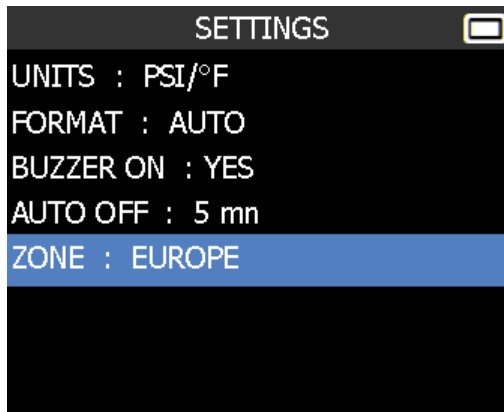 SETTINGS
UNITS : PSI/°F
FORMAT : AUTO
BUZZER ON : YES
AUTO OFF : 5 mn
ZONE : EUROPE